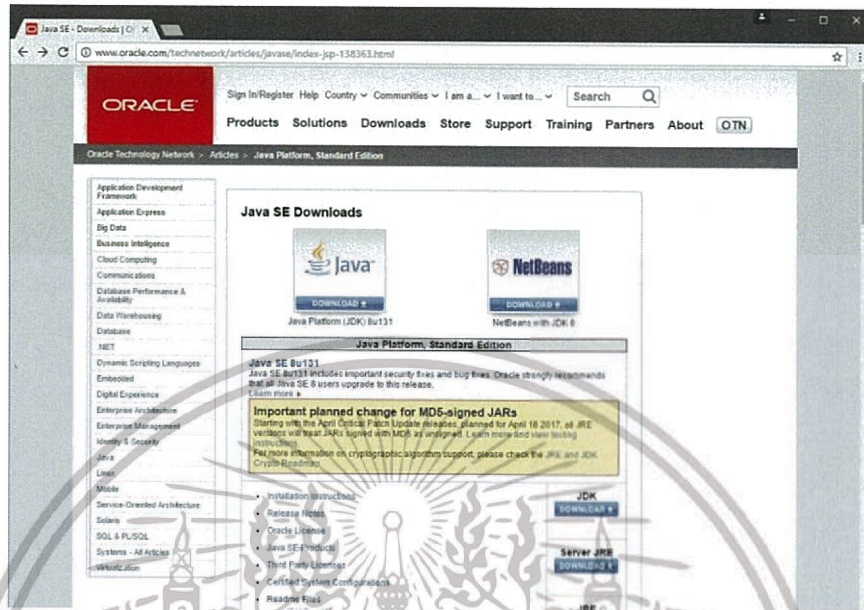 Java SE - Downloads | O
www.oracle.com/technetwork/articles/javase/index-jsp-138363.html
ORACLE
Sign In/Register Help Country Communities I am a... I want to... Search
Products Solutions Downloads Store Support Training Partners About OTN
Oracle Technology Network > Articles > Java Platform, Standard Edition
Application Development
Framework
Application Express
Big Data
Business Intelligence
Cloud Computing
Communications
Database Performance &
Availability
Data Warehousing
Database
.NET
Dynamic Scripting Languages
Embedded
Digital Experience
Enterprise Architecture
Enterprise Management
Identity & Security
Java
Linux
Mobile
Service-Oriented Architecture
Solaris
SQL & PL/SQL
Systems - All Articles
Virtualization
Java SE Downloads
Java
DOWNLOAD
Java Platform (JDK) 8u131
NetBeans
DOWNLOAD
NetBeans with JDK 8
Java Platform, Standard Edition
Java SE 8u131
Java SE 8u131 includes important security fixes and bug fixes. Oracle strongly recommends
that all Java SE 8 users upgrade to this release.
Learn more
Important planned change for MD5-signed JARs
Starting with the April Critical Patch Update releases, planned for April 18 2017, all JRE
versions will treat JARs signed with MD5 as unsigned. Learn more and view testing
instructions.
For more information on cryptographic algorithm support, please check the JRE and JDK
Crypto Roadmap.
Installation Instructions
Release Notes
Oracle License
Java SE Products
Third Party Licenses
Certified System Configurations
Readme Files
JDK
DOWNLOAD
Server JRE
DOWNLOAD
JRE